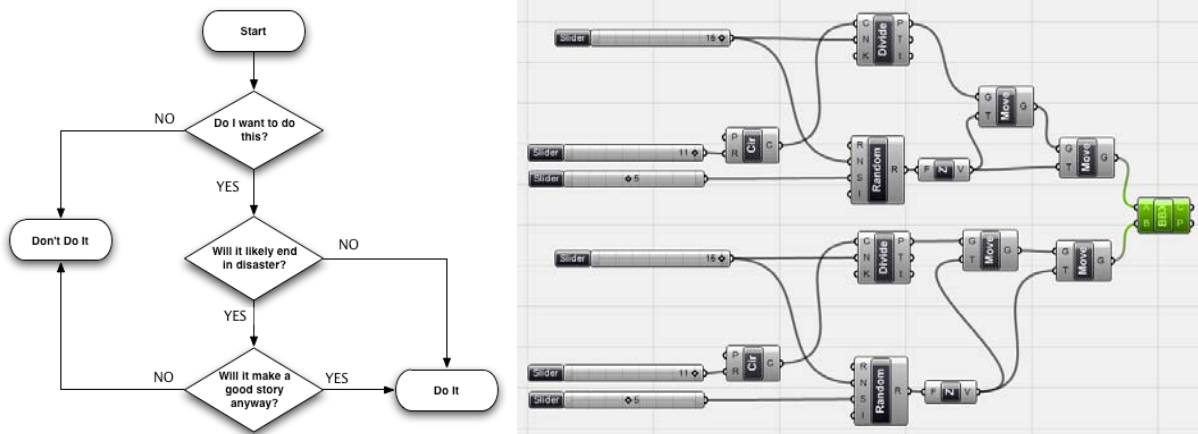 Start
NO
Do I want to do
this?
YES
Don't Do It
Will it likely end
in disaster?
NO
YES
NO
Will it make a
good story
anyway?
YES
Do It
Slider
16
C
N
K
Divide
P
T
I
Slider
11
P
R
Cir
C
Slider
5
R
N
S
I
Random
R
F
Z
V
G
T
Move
G
G
T
Move
G
A
B
BBX
C
P
Slider
16
C
N
K
Divide
P
T
I
G
T
Move
G
G
T
Move
G
Slider
11
P
R
Cir
C
Slider
5
R
N
S
I
Random
R
F
Z
V